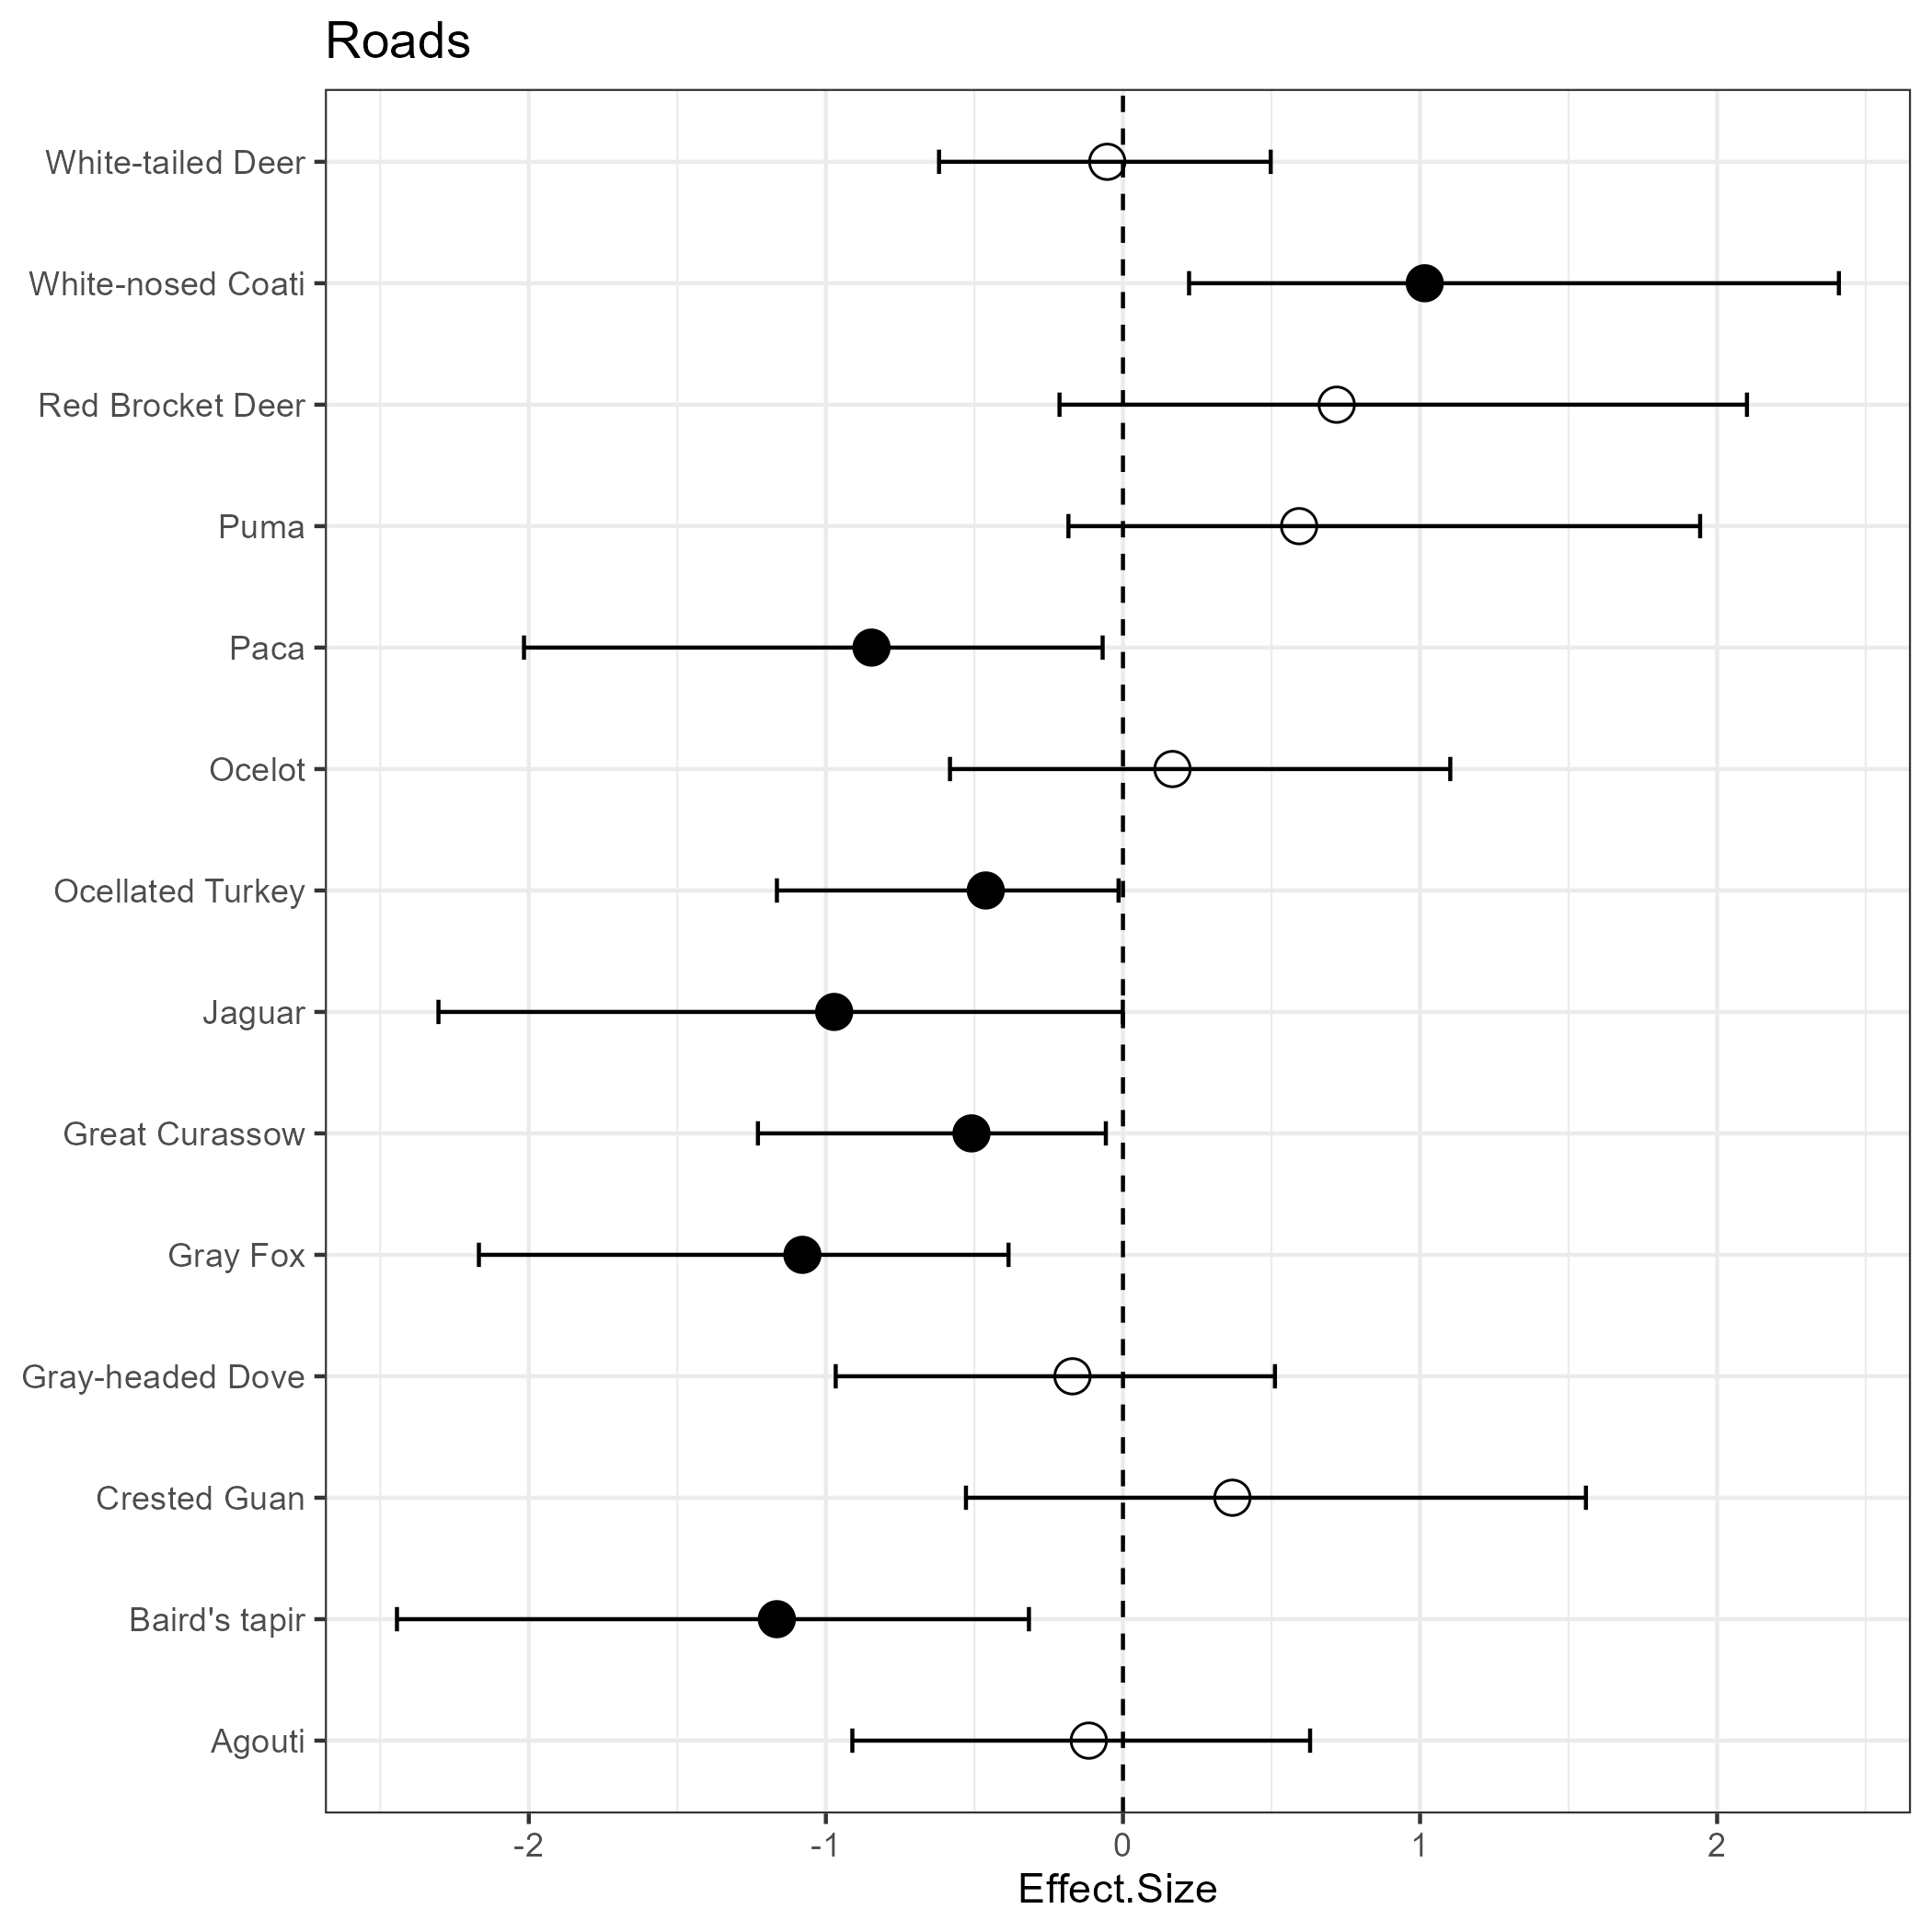 Roads
White-tailed Deer
White-nosed Coati
Red Brocket Deer
Puma
Paca
Ocelot
Ocellated Turkey
Jaguar
Great Curassow
Gray Fox
Gray-headed Dove
Crested Guan
Baird's tapir
Agouti
-2 -1 0 1 2
Effect.Size